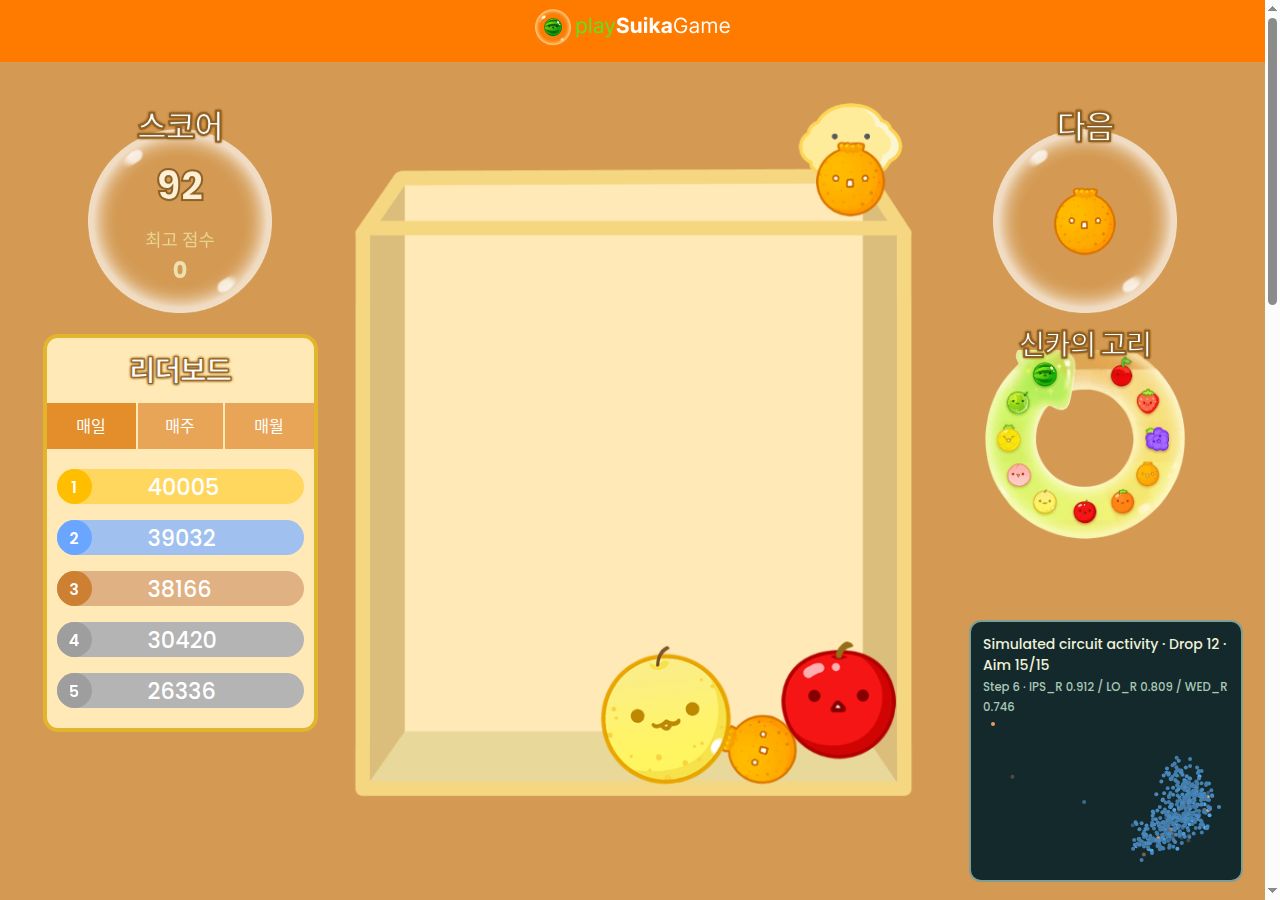 playSuikaGame
스코어
92
최고 점수
0
다음
리더보드
매일 매주 매월
1 40005
2 39032
3 38166
4 30420
5 26336
신카의 고리
Simulated circuit activity · Drop 12 ·
Aim 15/15
Step 6 · IPS_R 0.912 / LO_R 0.809 / WED_R
0.746